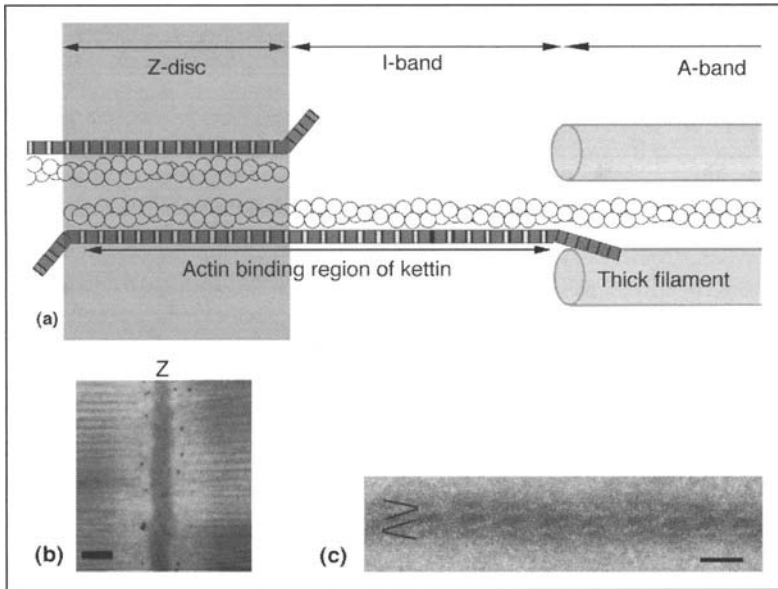 Z-disc
I-band
A-band
Actin binding region of kettin
Thick filament
(a)
Z
(b)
(c)